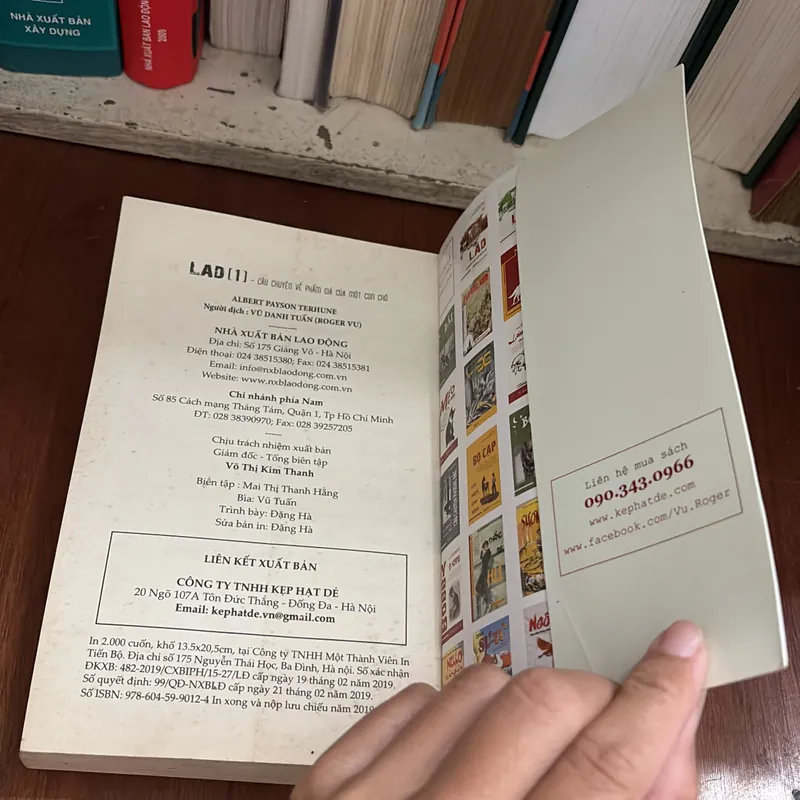 NHÀ XUẤT BẢN
XÂY DỰNG
NHÀ XUẤT BẢN LAO ĐỘNG
2005
LAD (1) - CÂU CHUYỆN VỀ PHẨM GIÁ CỦA MỘT CON CHÓ
ALBERT PAYSON TERHUNE
Người dịch : VŨ DANH TUẤN (ROGER VU)
NHÀ XUẤT BẢN LAO ĐỘNG
Địa chỉ: Số 175 Giảng Võ - Hà Nội
Điện thoại: 024 38515380; Fax: 024 38515381
Email: info@nxblaodong.com.vn
Website: www.nxblaodong.com.vn
Chi nhánh phía Nam
Số 85 Cách mạng Tháng Tám, Quận 1, Tp Hồ Chí Minh
ĐT: 028 38390970; Fax: 028 39257205
Chịu trách nhiệm xuất bản
Giám đốc - Tổng biên tập
Võ Thị Kim Thanh
Biên tập : Mai Thị Thanh Hằng
Bìa: Vũ Tuấn
Trình bày: Đặng Hà
Sửa bản in: Đặng Hà
LIÊN KẾT XUẤT BẢN
CÔNG TY TNHH KẸP HẠT DẺ
20 Ngõ 107A Tôn Đức Thắng - Đống Đa - Hà Nội
Email: kephatde.vn@gmail.com
In 2.000 cuốn, khổ 13.5x20,5cm, tại Công ty TNHH Một Thành Viên In
Tiến Bộ. Địa chỉ số 175 Nguyễn Thái Học, Ba Đình, Hà nội. Số xác nhận
ĐKXB: 482-2019/CXBIPH/15-27/LĐ cấp ngày 19 tháng 02 năm 2019.
Số quyết định: 99/QĐ-NXBLĐ cấp ngày 21 tháng 02 năm 2019.
Số ISBN: 978-604-59-9012-4 In xong và nộp lưu chiểu năm 2019
LAD
BỌ CẠP
Liên hệ mua sách
090.343.0966
www.kephatde.com
www.facebook.com/Vu.Roger